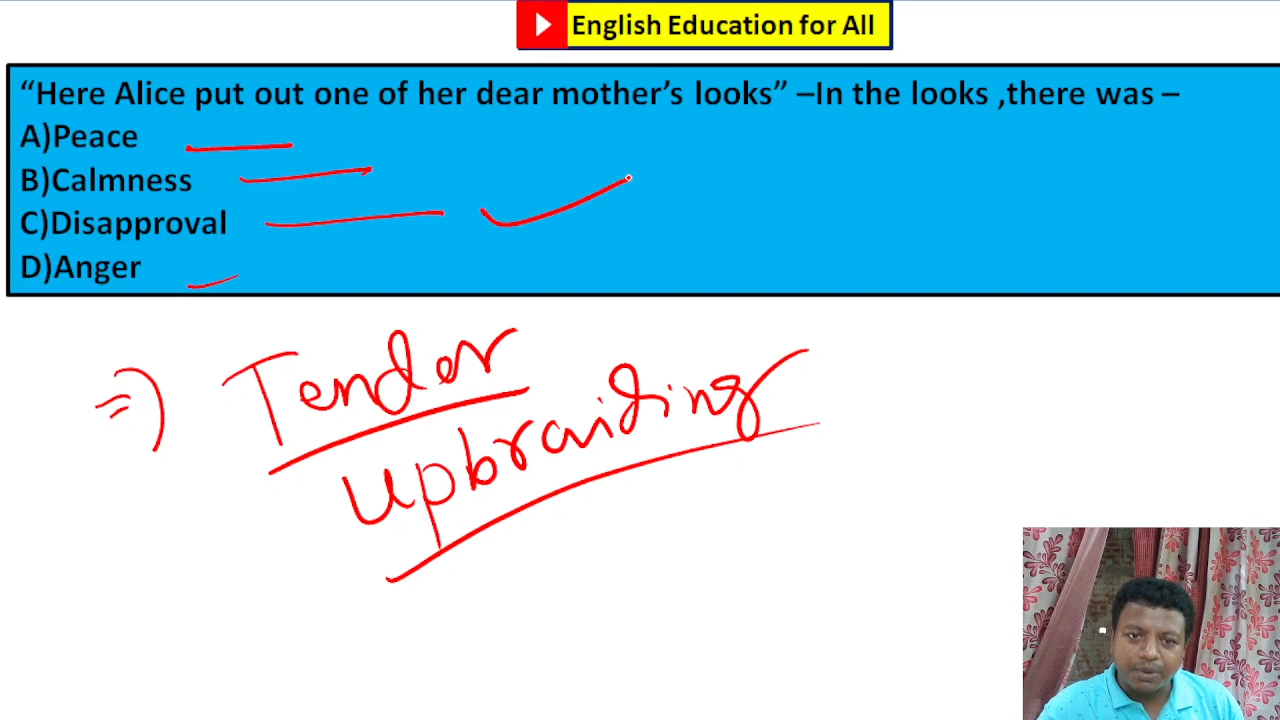 English Education for All
“Here Alice put out one of her dear mother’s looks” –In the looks ,there was –
A)Peace
B)Calmness
C)Disapproval
D)Anger
=> Tender
upbraiding